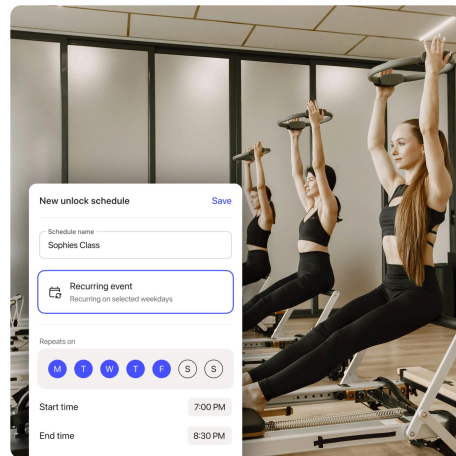 New unlock schedule
Save
Schedule name
Sophies Class
Recurring event
Recurring on selected weekdays
Repeats on
M T W T F S S
Start time
7:00 PM
End time
8:30 PM